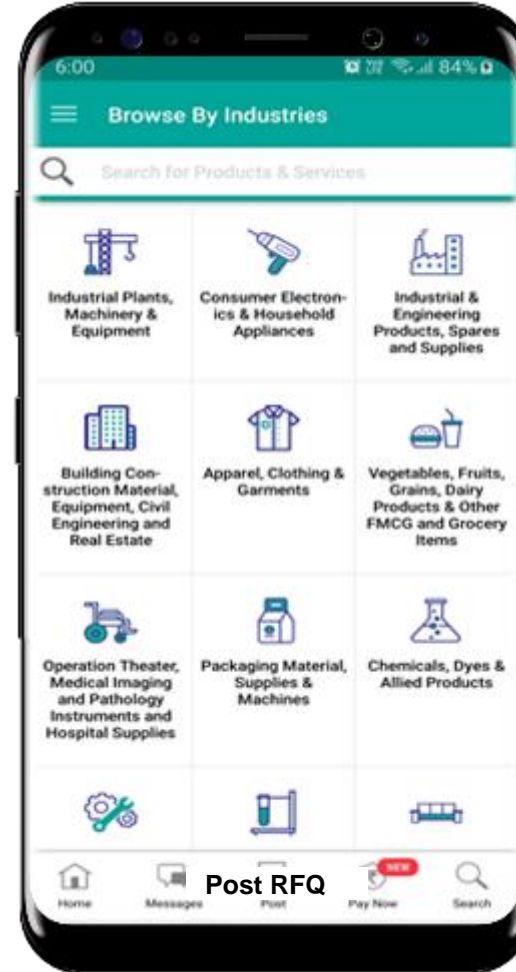 6:00
84%
Browse By Industries
Search for Products & Services
Industrial Plants,
Machinery &
Equipment
Consumer Electron-
ics & Household
Appliances
Industrial &
Engineering
Products, Spares
and Supplies
Building Con-
struction Material,
Equipment, Civil
Engineering and
Real Estate
Apparel, Clothing &
Garments
Vegetables, Fruits,
Grains, Dairy
Products & Other
FMCG and Grocery
Items
Operation Theater,
Medical Imaging
and Pathology
Instruments and
Hospital Supplies
Packaging Material,
Supplies &
Machines
Chemicals, Dyes &
Allied Products
NEW
Post RFQ
Home
Messages
Post
Pay Now
Search